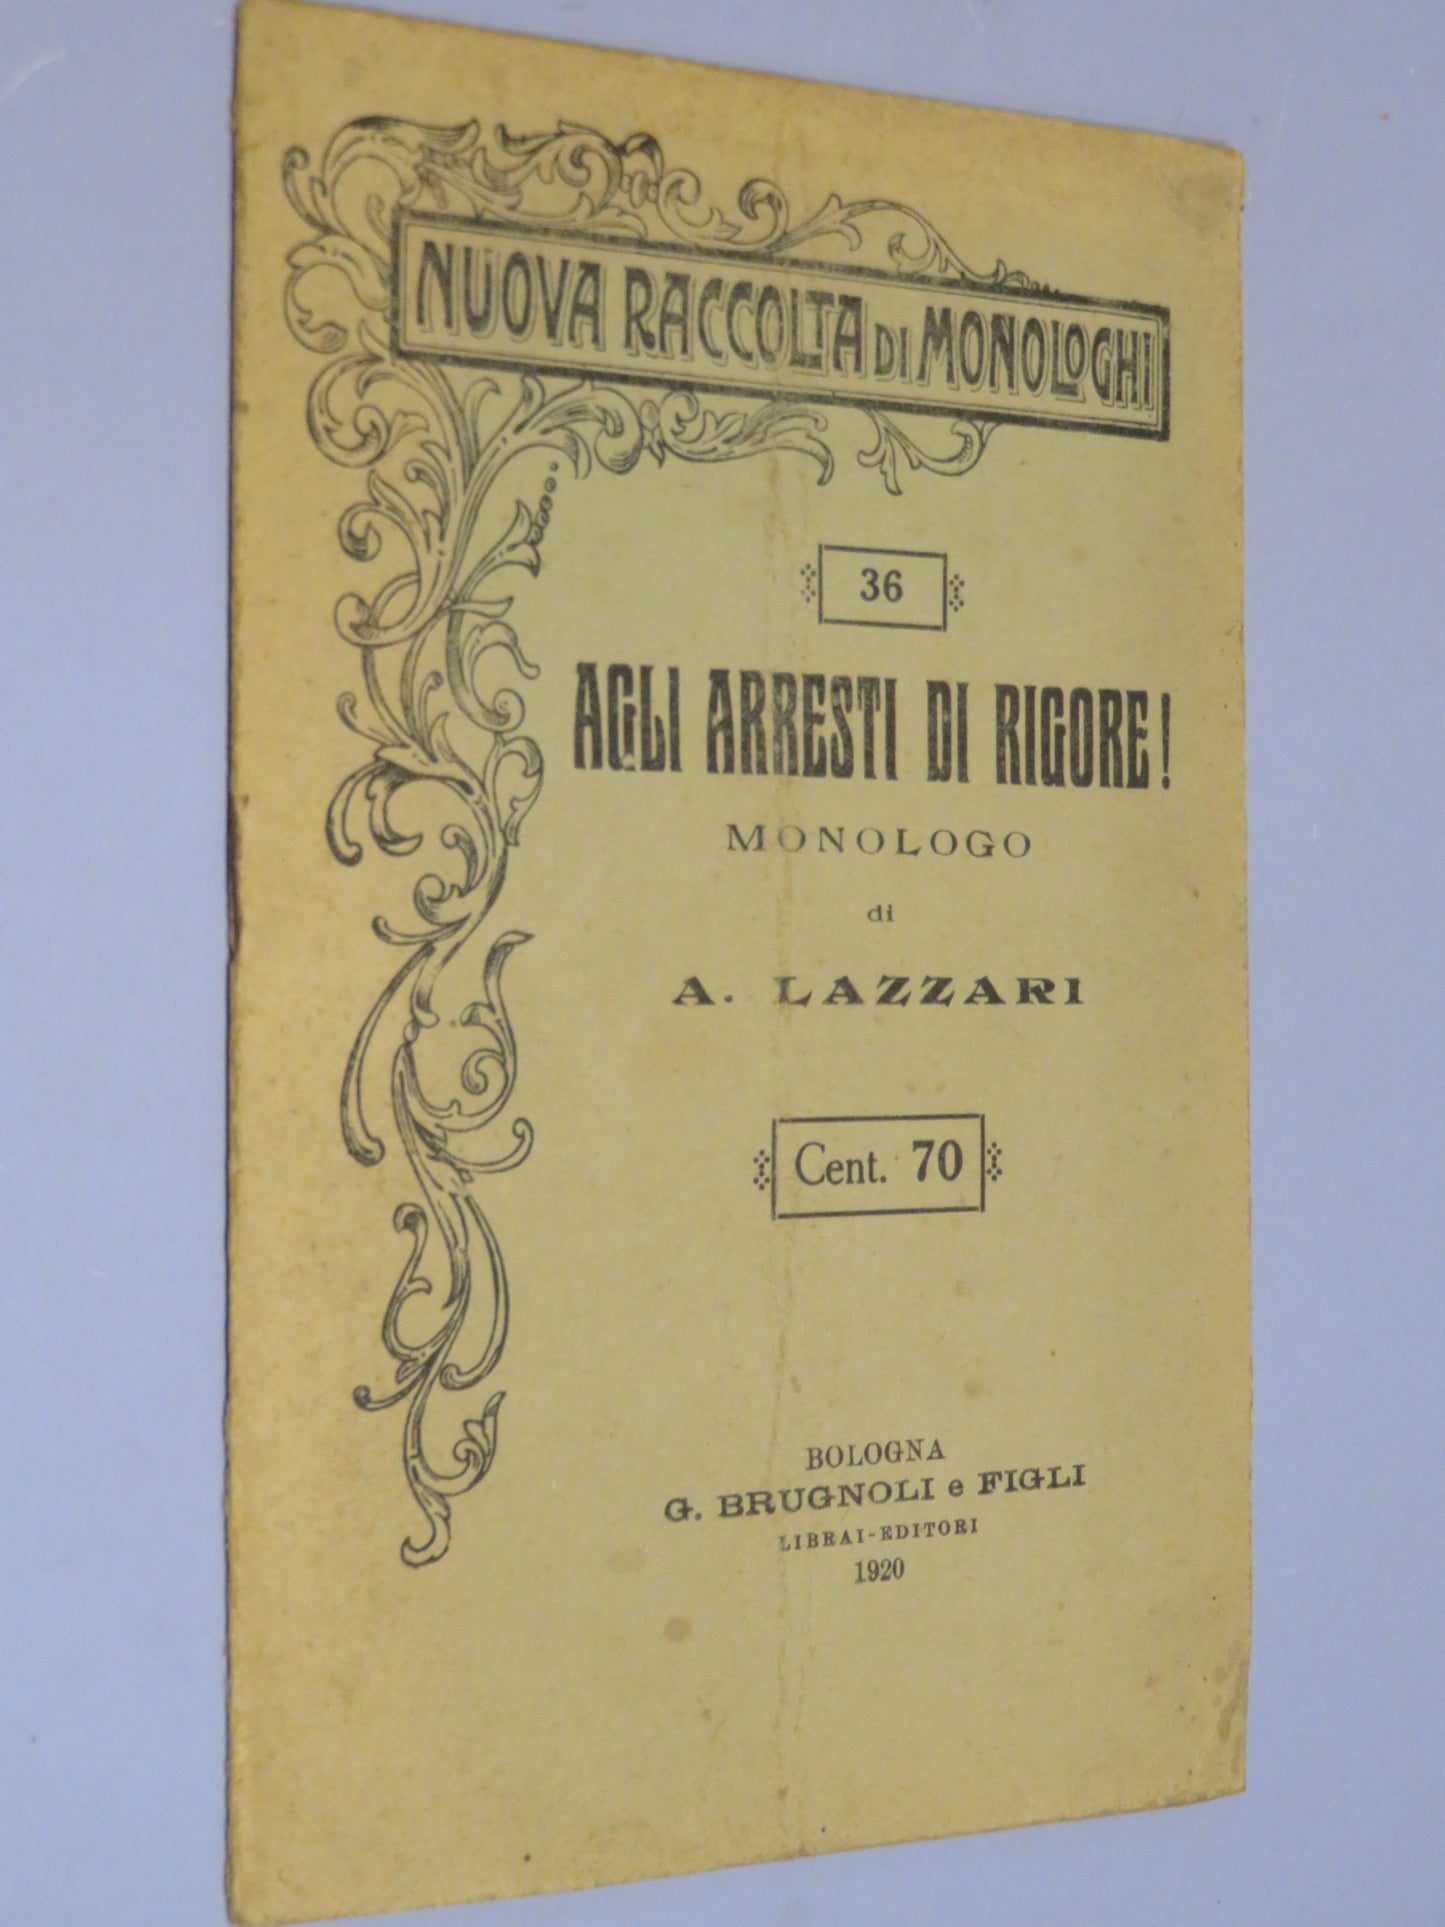 NUOVA RACCOLTA DI MONOLOGHI
36
AGLI ARRESTI DI RIGORE!
MONOLOGO
di
A. LAZZARI
Cent. 70
BOLOGNA
G. BRUGNOLI e FIGLI
LIBRAI-EDITORI
1920